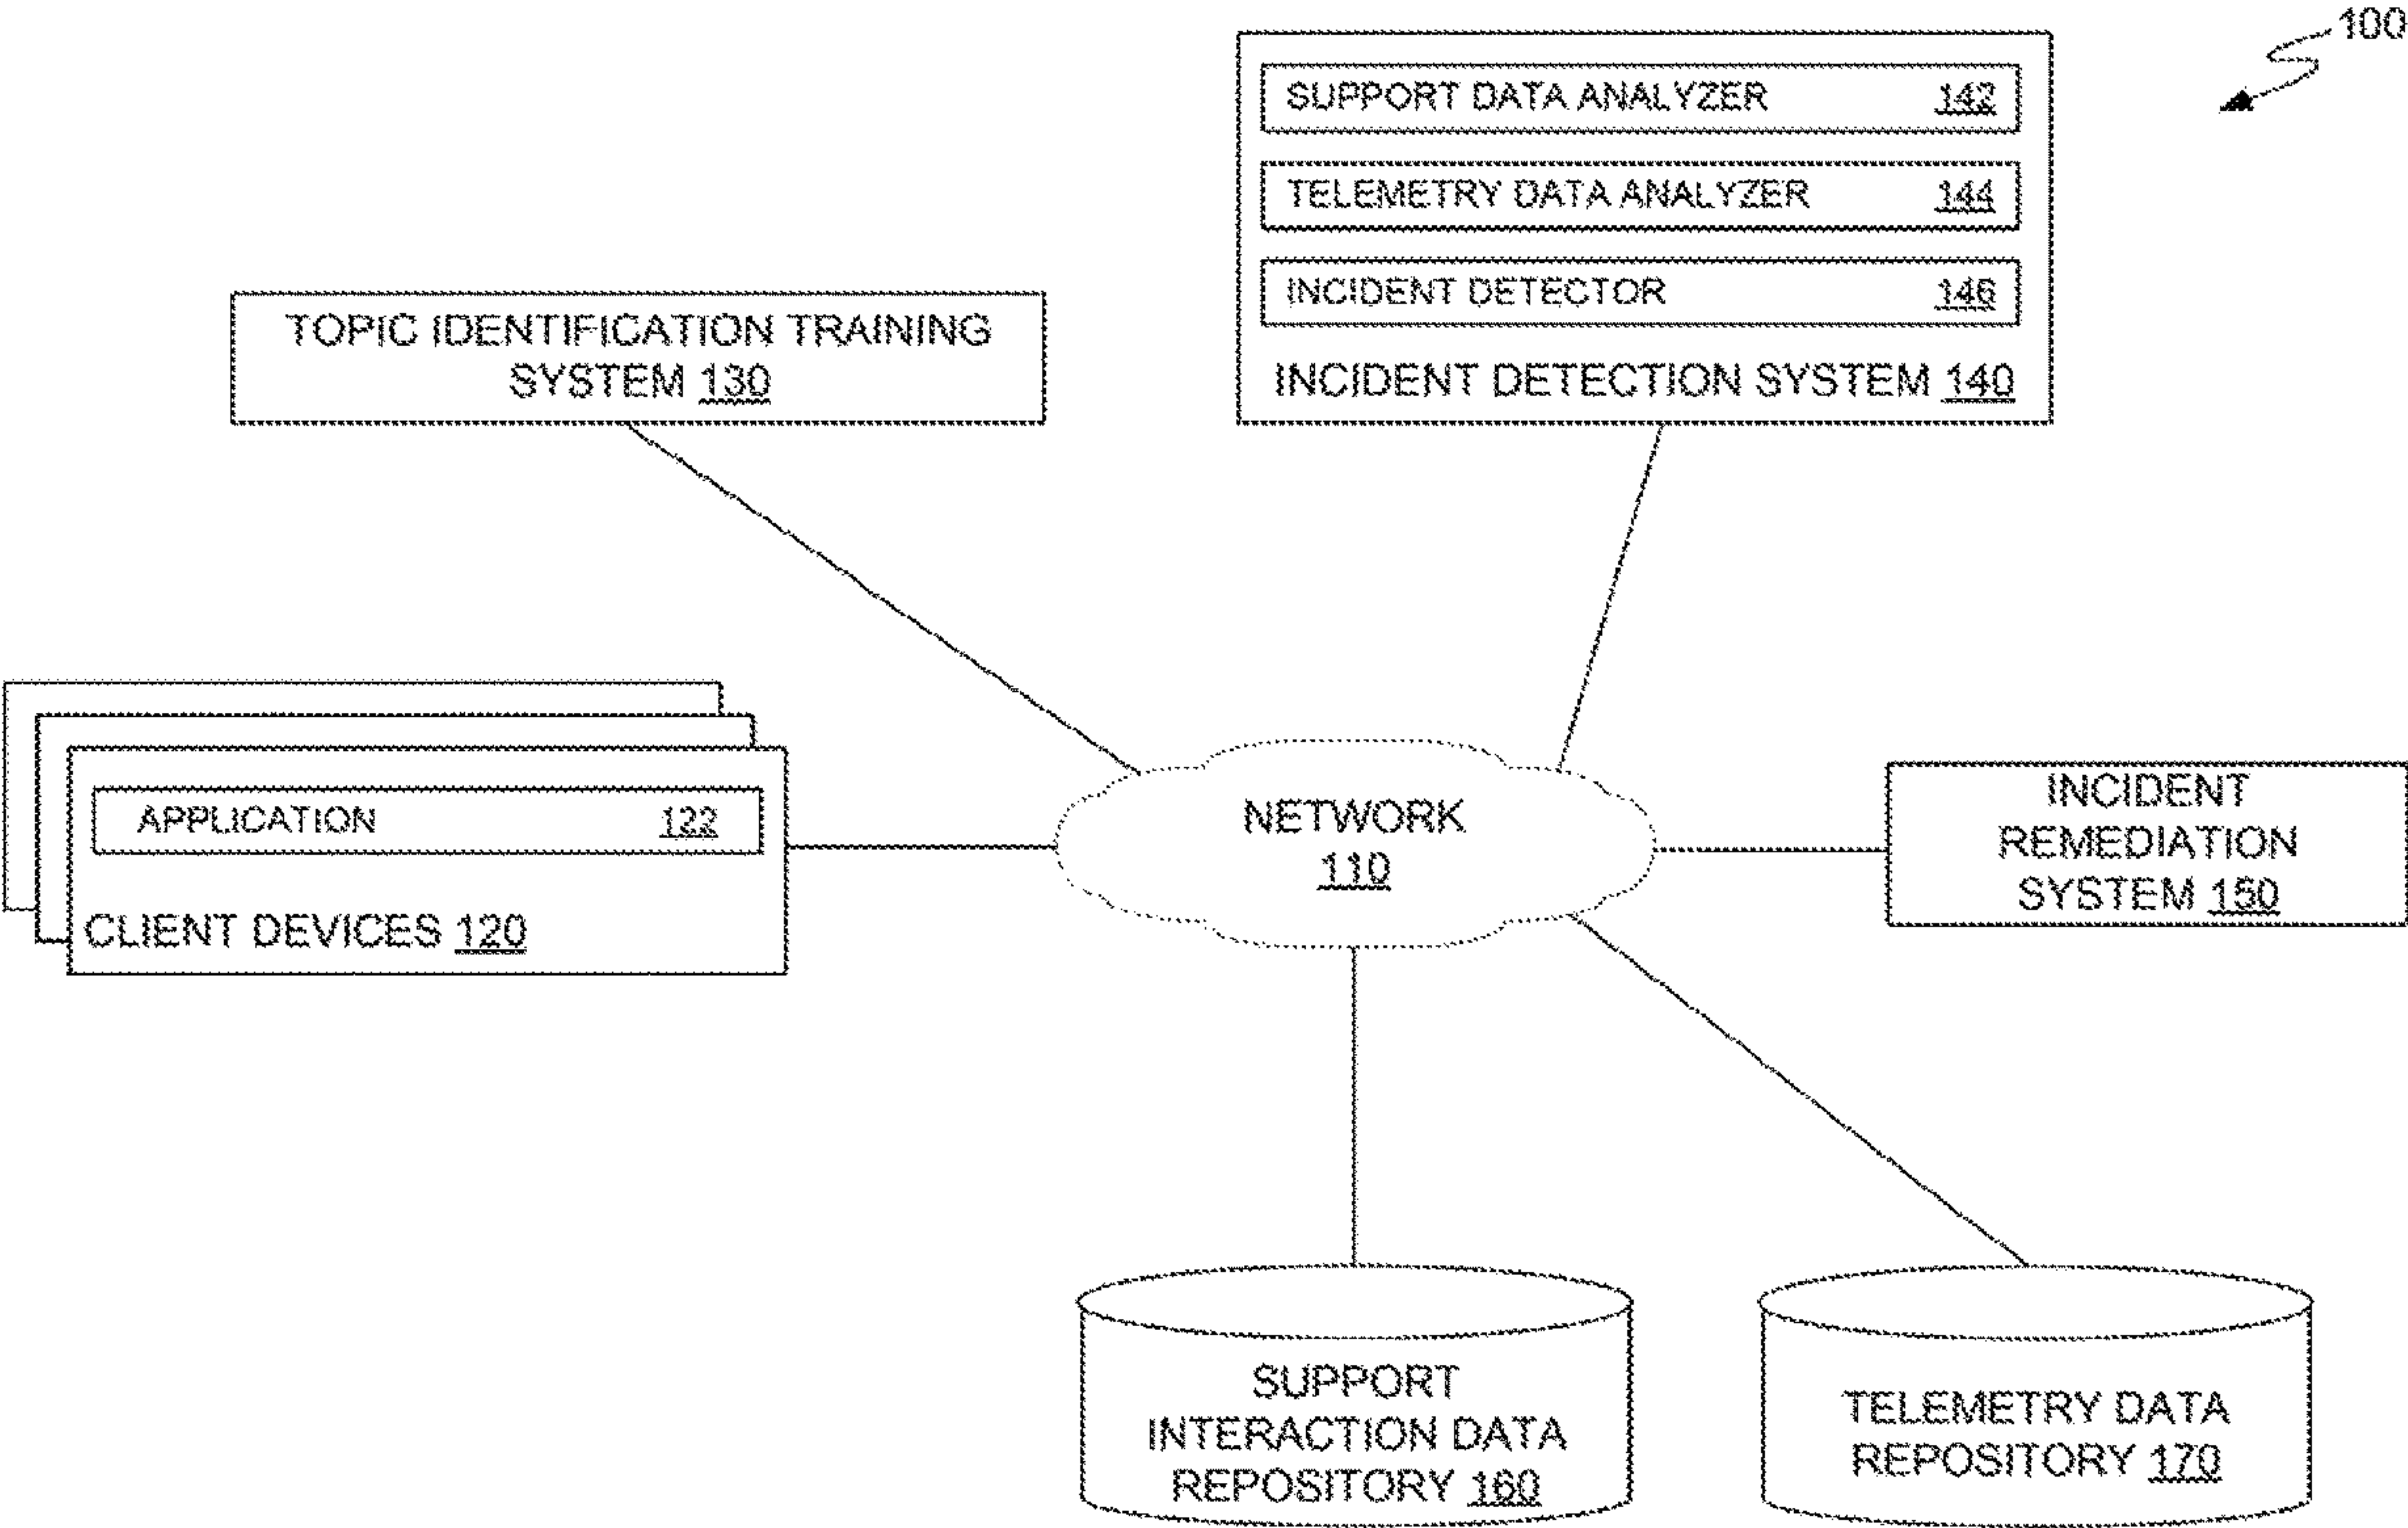 100
SUPPORT DATA ANALYZER 142
TELEMETRY DATA ANALYZER 144
INCIDENT DETECTOR 146
INCIDENT DETECTION SYSTEM 140
TOPIC IDENTIFICATION TRAINING
SYSTEM 130
APPLICATION 122
CLIENT DEVICES 120
NETWORK
110
INCIDENT
REMEDIATION
SYSTEM 150
SUPPORT
INTERACTION DATA
REPOSITORY 160
TELEMETRY DATA
REPOSITORY 170